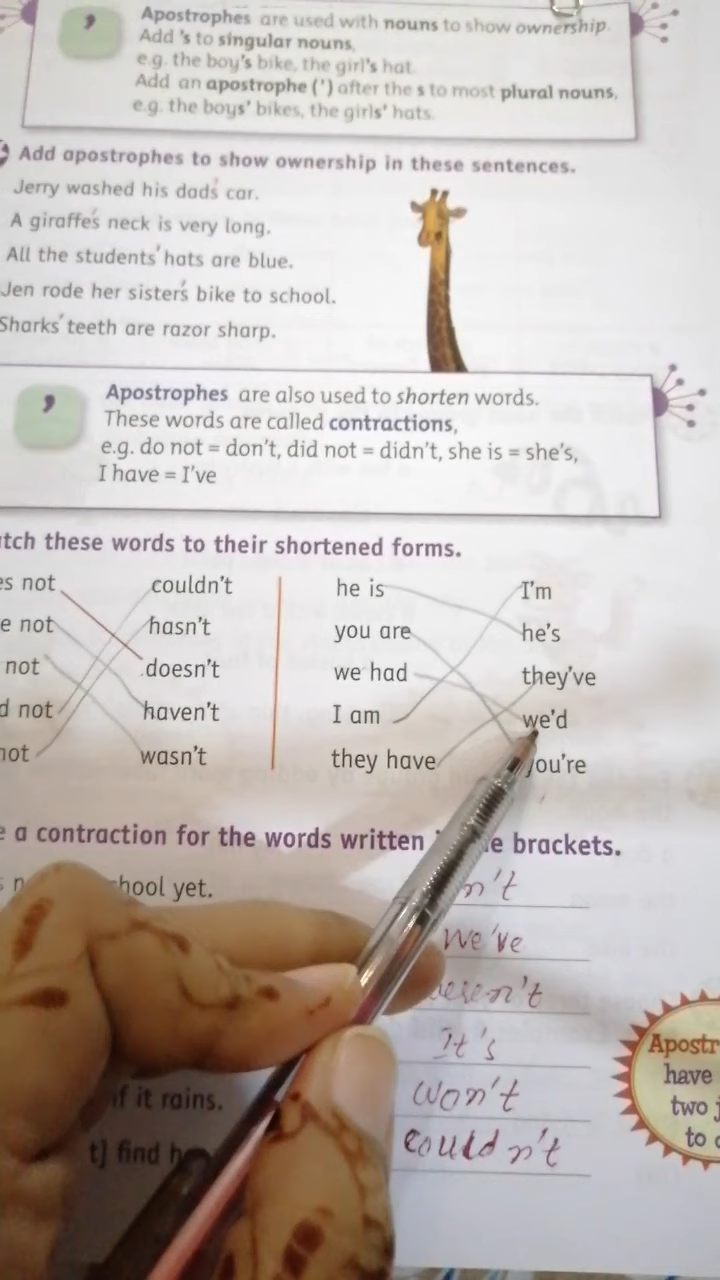 Apostrophes are used with nouns to show ownership.
Add 's to singular nouns,
e.g. the boy's bike, the girl's hat.
Add an apostrophe (') after the s to most plural nouns,
e.g. the boys' bikes, the girls' hats.
Add apostrophes to show ownership in these sentences.
Jerry washed his dad's car.
A giraffe's neck is very long.
All the students' hats are blue.
Jen rode her sister's bike to school.
Sharks' teeth are razor sharp.
Apostrophes are also used to shorten words.
These words are called contractions,
e.g. do not = don't, did not = didn't, she is = she's,
I have = I've
these words to their shortened forms.
not couldn't he is I'm
not hasn't you are he's
not doesn't we had they've
not haven't I am we'd
wasn't they have you're
a contraction for the words written brackets.
yet.
n't
We've
It's
if it rains.
Won't
find
Couldn't
Apostr
have
two
to